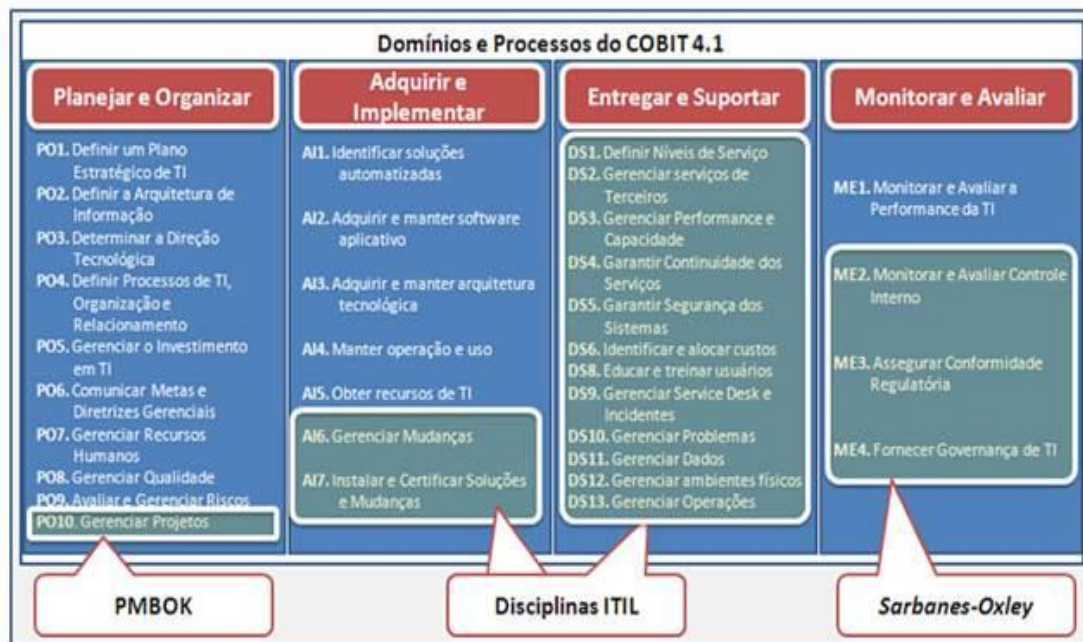 Domínios e Processos do COBIT 4.1
Planejar e Organizar
PO1. Definir um Plano
Estratégico de TI
PO2. Definir a Arquitetura de
Informação
PO3. Determinar a Direção
Tecnológica
PO4. Definir Processos de TI,
Organização e
Relacionamento
PO5. Gerenciar o Investimento
em TI
PO6. Comunicar Metas e
Diretrizes Gerenciais
PO7. Gerenciar Recursos
Humanos
PO8. Gerenciar Qualidade
PO9. Avaliar e Gerenciar Riscos
PO10. Gerenciar Projetos
Adquirir e
Implementar
AI1. Identificar soluções
automatizadas
AI2. Adquirir e manter software
aplicativo
AI3. Adquirir e manter arquitetura
tecnológica
AI4. Manter operação e uso
AI5. Obter recursos de TI
AI6. Gerenciar Mudanças
AI7. Instalar e Certificar Soluções
e Mudanças
Entregar e Suportar
DS1. Definir Níveis de Serviço
DS2. Gerenciar serviços de
Terceiros
DS3. Gerenciar Performance e
Capacidade
DS4. Garantir Continuidade dos
Serviços
DS5. Garantir Segurança dos
Sistemas
DS6. Identificar e alocar custos
DS8. Educar e treinar usuários
DS9. Gerenciar Service Desk e
Incidentes
DS10. Gerenciar Problemas
DS11. Gerenciar Dados
DS12. Gerenciar ambientes físicos
DS13. Gerenciar Operações
Monitorar e Avaliar
ME1. Monitorar e Avaliar a
Performance da TI
ME2. Monitorar e Avaliar Controle
Interno
ME3. Assegurar Conformidade
Regulatória
ME4. Fornecer Governança de TI
PMBOK
Disciplinas ITIL
Sarbanes-Oxley